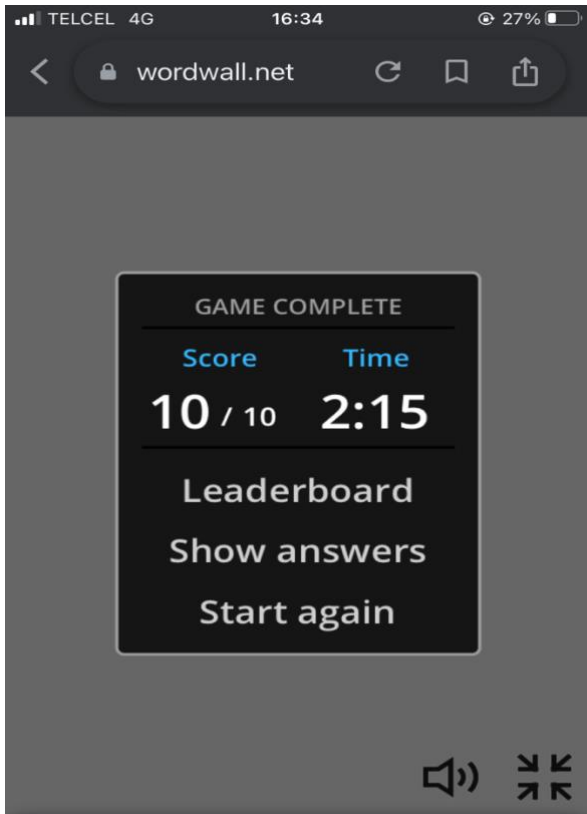 TELCEL 4G 16:34 27%
wordwall.net
GAME COMPLETE
Score Time
10 / 10 2:15
Leaderboard
Show answers
Start again